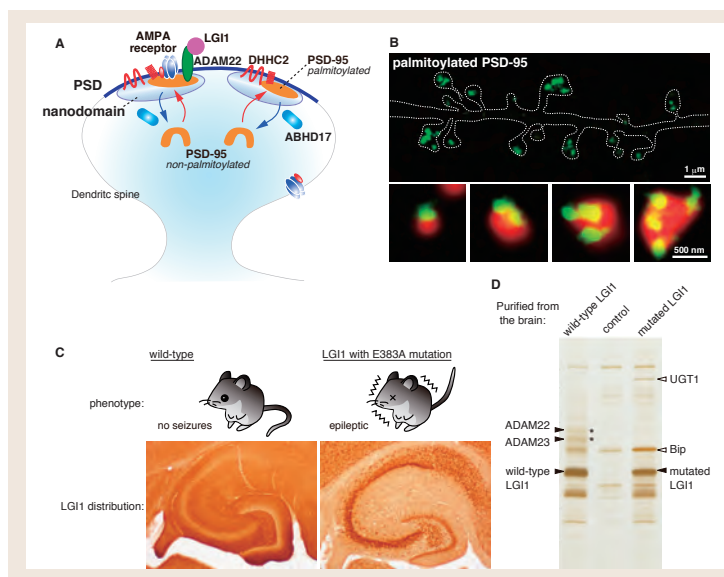 A
AMPA
receptor
LGI1
ADAM22
DHHC2
PSD-95
palmitoylated
PSD
nanodomain
ABHD17
PSD-95
non-palmitoylated
Dendritc spine
B
palmitoylated PSD-95
1 μm
500 nm
C
wild-type
LGI1 with E383A mutation
phenotype:
no seizures
epileptic
LGI1 distribution:
D
Purified from
the brain:
wild-type LGI1
control
mutated LGI1
UGT1
ADAM22
*
ADAM23
*
Bip
wild-type
LGI1
mutated
LGI1